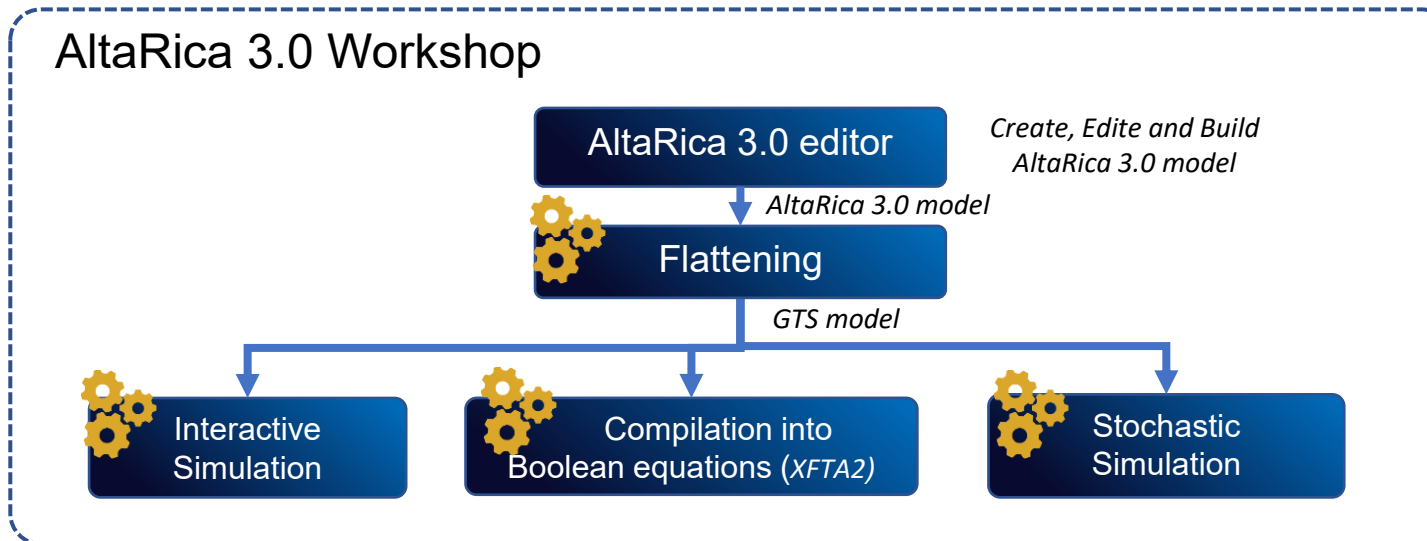 AltaRica 3.0 Workshop
AltaRica 3.0 editor
Create, Edite and Build
AltaRica 3.0 model
AltaRica 3.0 model
Flattening
GTS model
Interactive
Simulation
Compilation into
Boolean equations (XFTA2)
Stochastic
Simulation